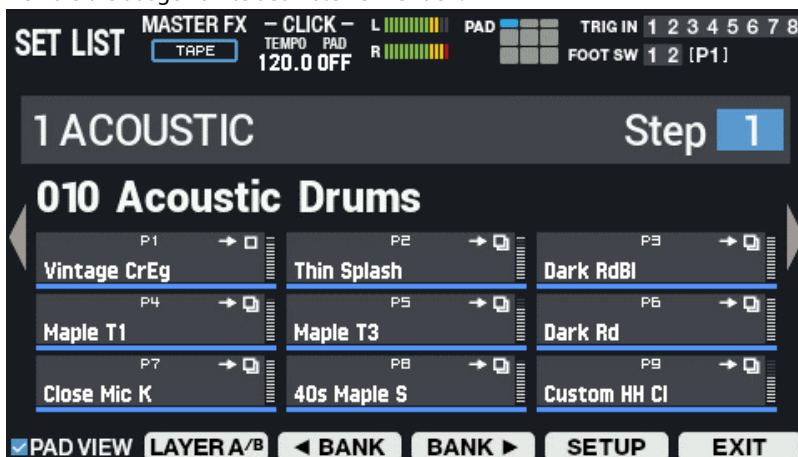 SET LIST
MASTER FX
TAPE
– CLICK –
TEMPO PAD
120.0 OFF
L
R
PAD
TRIG IN 1 2 3 4 5 6 7 8
FOOT SW 1 2 [P1]
1 ACOUSTIC
Step 1
010 Acoustic Drums
P1
Vintage CrEg
P2
Thin Splash
P3
Dark RdBl
P4
Maple T1
P5
Maple T3
P6
Dark Rd
P7
Close Mic K
P8
40s Maple S
P9
Custom HH Cl
PAD VIEW
LAYER A/B
◄ BANK
BANK ►
SETUP
EXIT